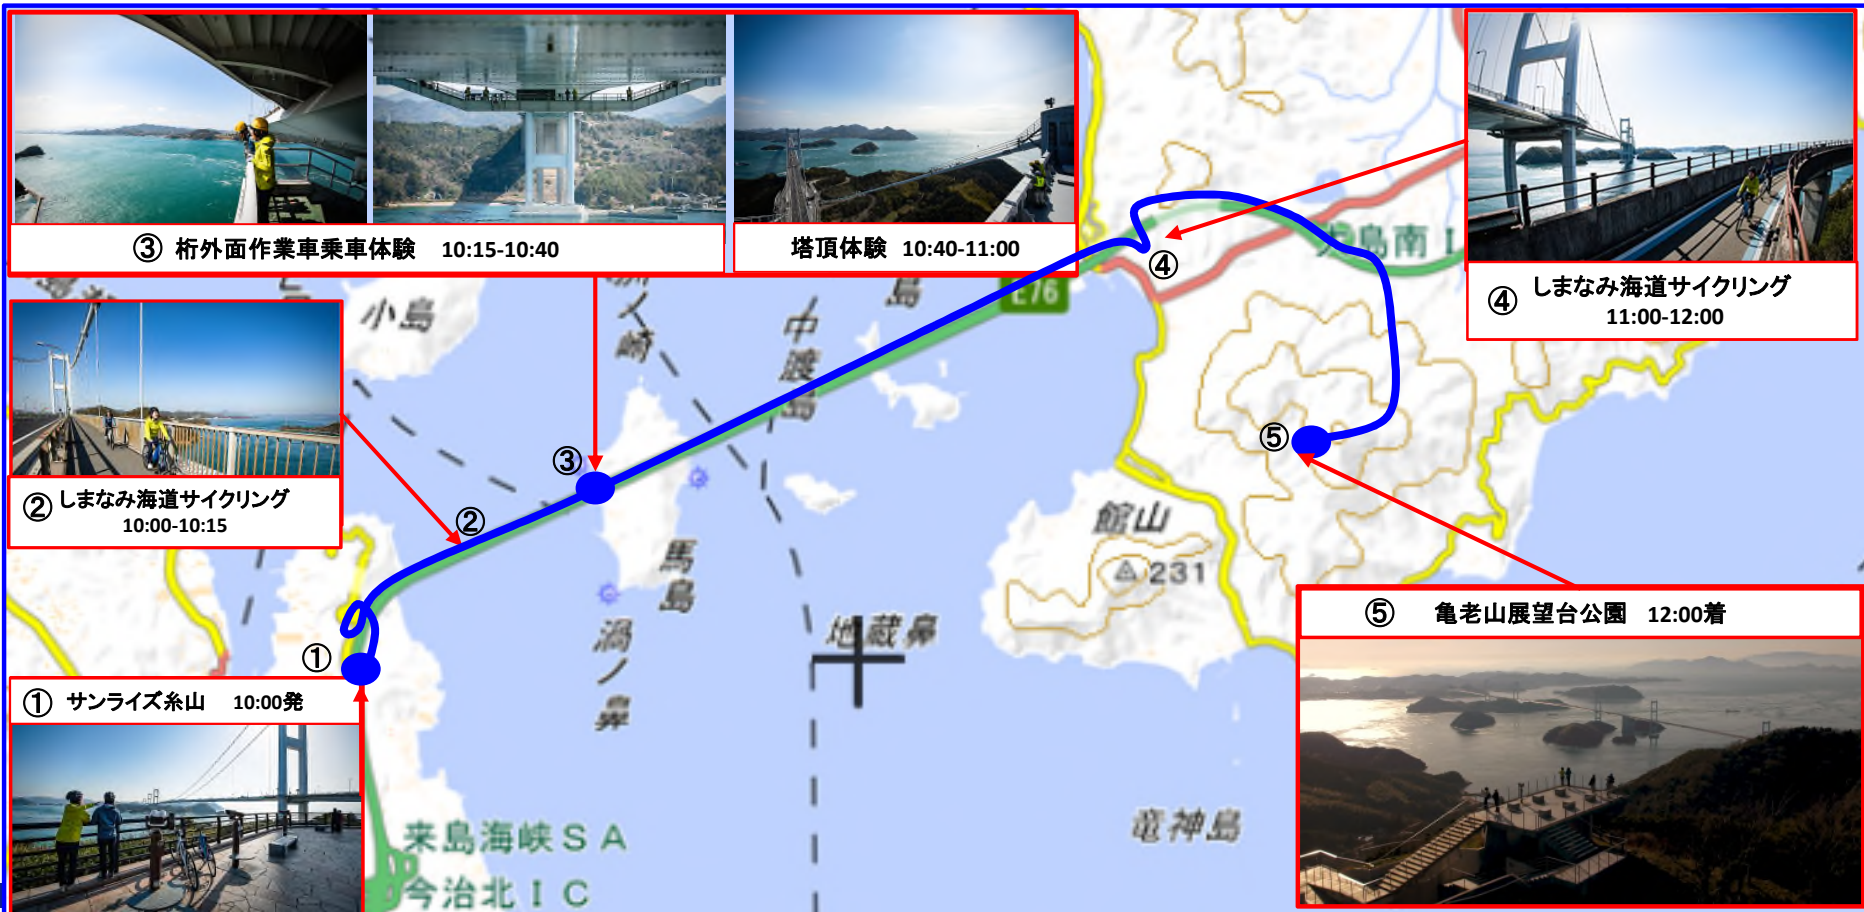 ③ 桁外面作業車乗車体験 10:15-10:40
塔頂体験 10:40-11:00
④ しまなみ海道サイクリング
11:00-12:00
② しまなみ海道サイクリング
10:00-10:15
① サンライズ糸山 10:00発
⑤ 亀老山展望台公園 12:00着
小島
中渡島
島
E76
島南 I
④
③
②
①
⑤
馬島
渦ノ鼻
地蔵鼻
館山
231
竜神島
来島海峡SA
今治北IC